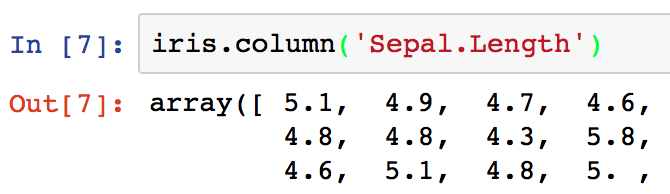 In [7]: iris.column('Sepal.Length')
Out[7]: array([ 5.1, 4.9, 4.7, 4.6,
4.8, 4.8, 4.3, 5.8,
4.6, 5.1, 4.8, 5. ,